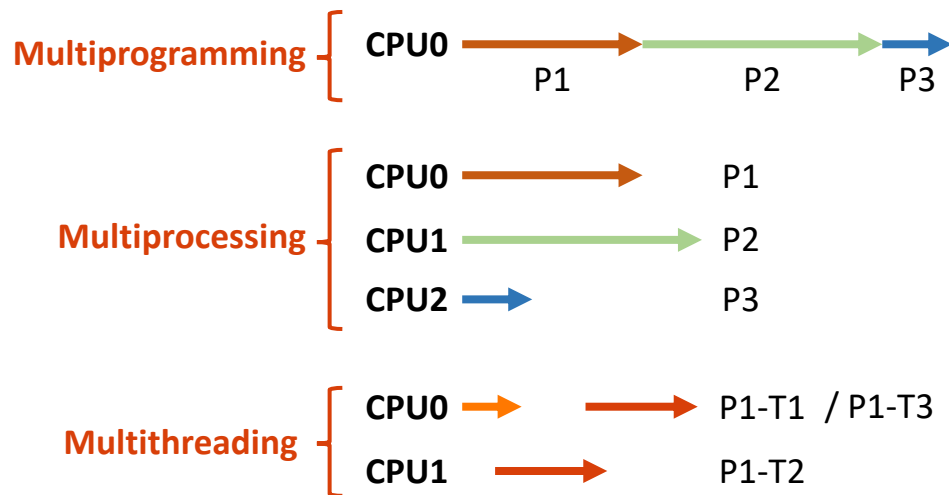 Multiprogramming CPU0
P1 P2 P3
CPU0 P1
Multiprocessing CPU1 P2
CPU2 P3
CPU0 P1-T1 / P1-T3
Multithreading
CPU1 P1-T2